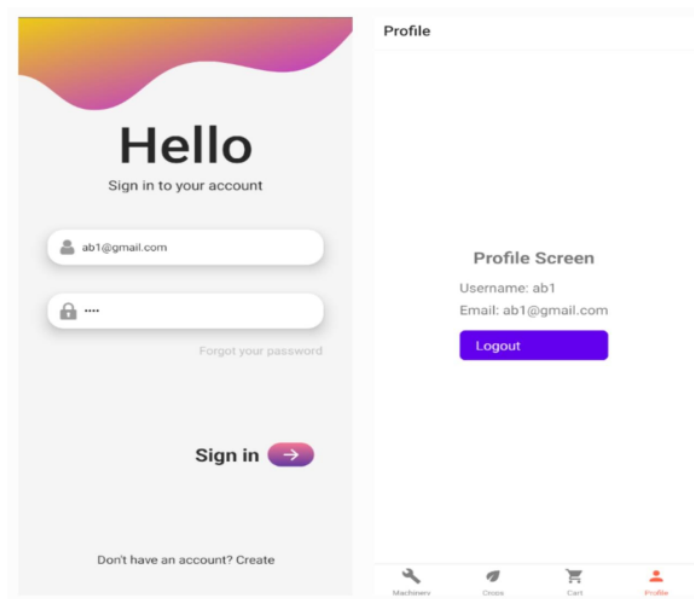 Hello
Sign in to your account
ab1@gmail.com
••••
Forgot your password
Sign in →
Don't have an account? Create
Profile
Profile Screen
Username: ab1
Email: ab1@gmail.com
Logout
Machinery Crops Cart Profile